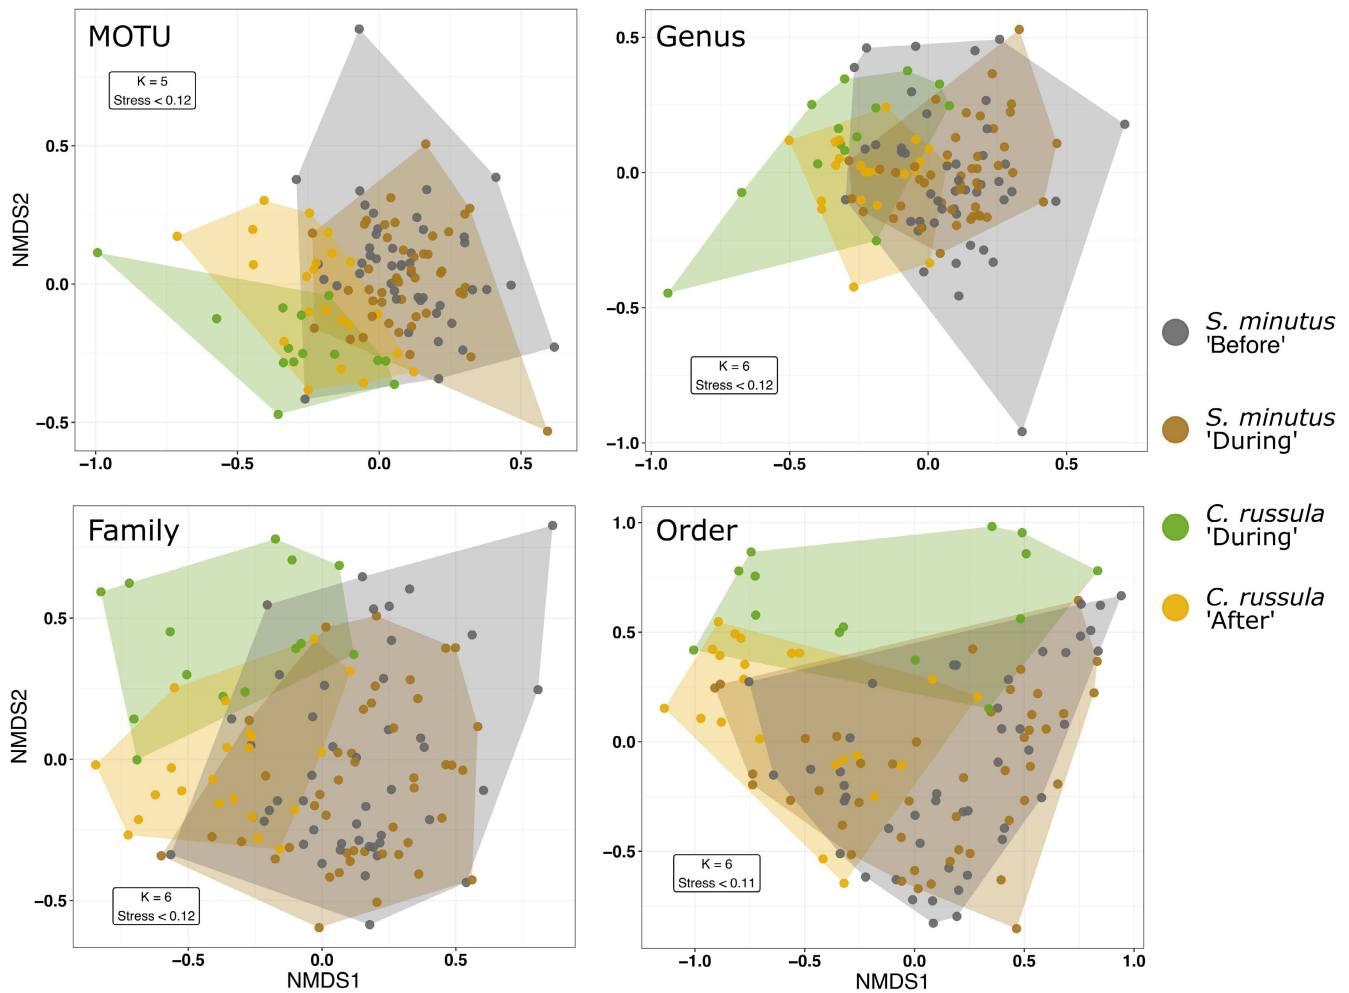 MOTU
K = 5
Stress < 0.12
0.5
0.0
−0.5
−1.0
−0.5
0.0
0.5
NMDS2
Genus
K = 6
Stress < 0.12
0.5
0.0
−0.5
−1.0
−1.0
−0.5
0.0
0.5
S. minutus
'Before'
S. minutus
'During'
C. russula
'During'
C. russula
'After'
Family
K = 6
Stress < 0.12
0.5
0.0
−0.5
−0.5
0.0
0.5
NMDS2
NMDS1
Order
K = 6
Stress < 0.11
1.0
0.5
0.0
−0.5
−1.0
−0.5
0.0
0.5
1.0
NMDS1